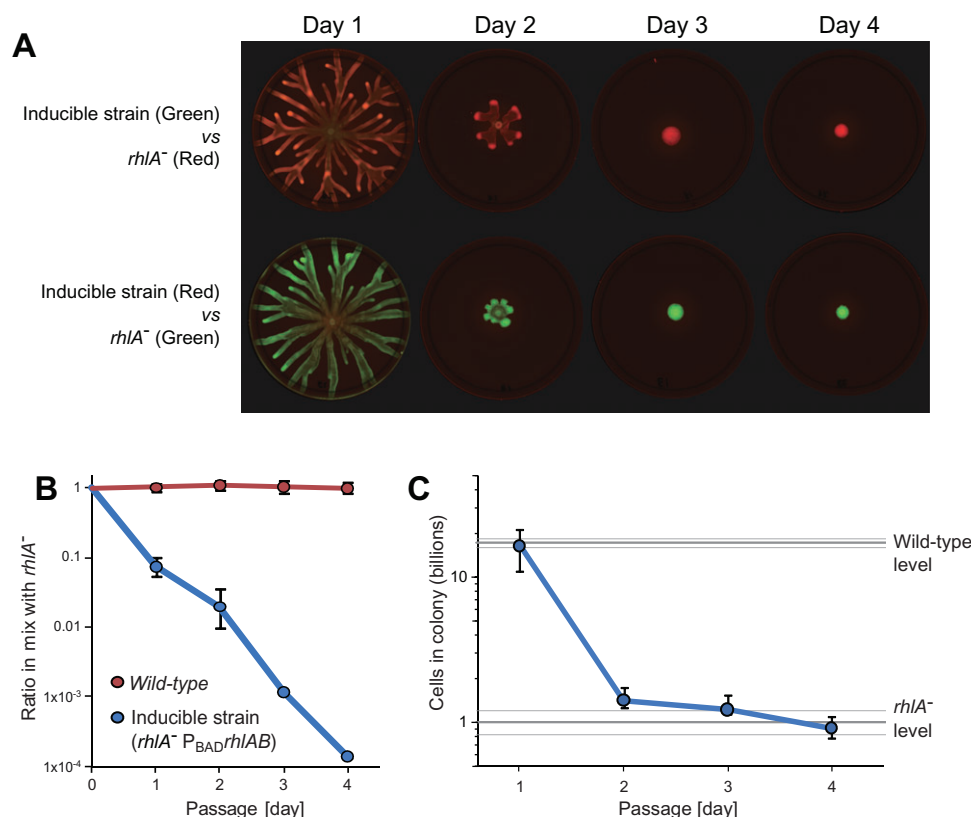 A
Day 1
Day 2
Day 3
Day 4
Inducible strain (Green)
vs
rhlA⁻ (Red)
Inducible strain (Red)
vs
rhlA⁻ (Green)
B
Ratio in mix with rhlA⁻
1
0.1
0.01
1x10⁻³
1x10⁻⁴
0
1
2
3
4
Passage [day]
Wild-type
Inducible strain
(rhlA⁻ P_BAD rhlAB)
C
Cells in colony (billions)
10
1
1
2
3
4
Passage [day]
Wild-type
level
rhlA⁻
level